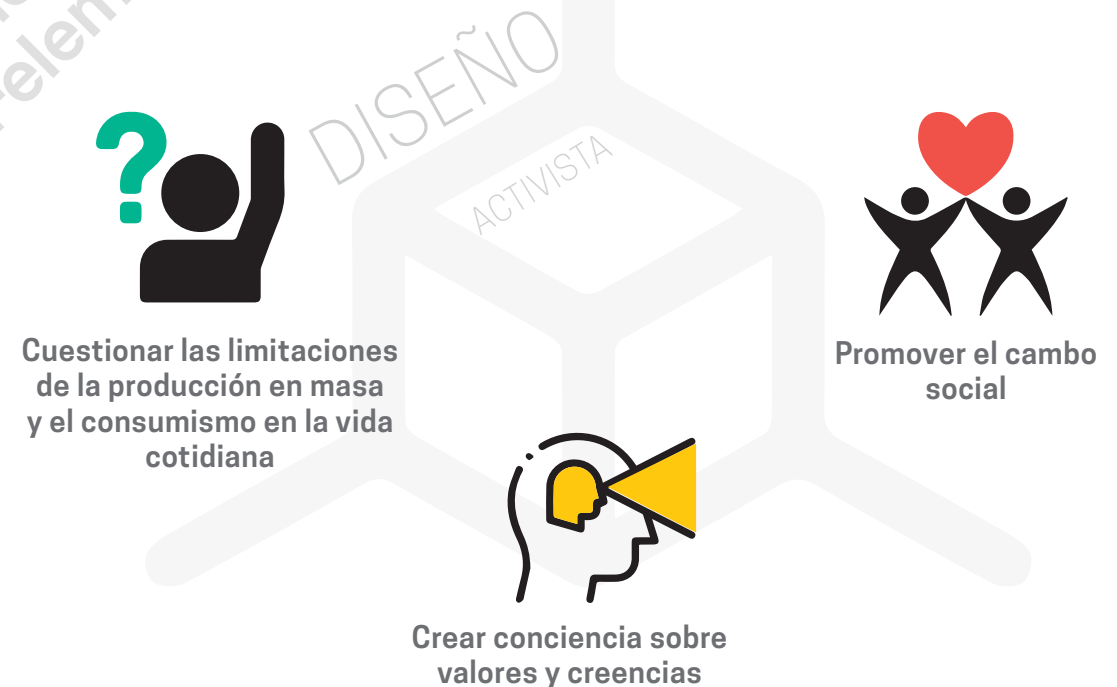 DISEÑO
ACTIVISTA
?
Cuestionar las limitaciones
de la producción en masa
y el consumismo en la vida
cotidiana
Promover el cambo
social
Crear conciencia sobre
valores y creencias